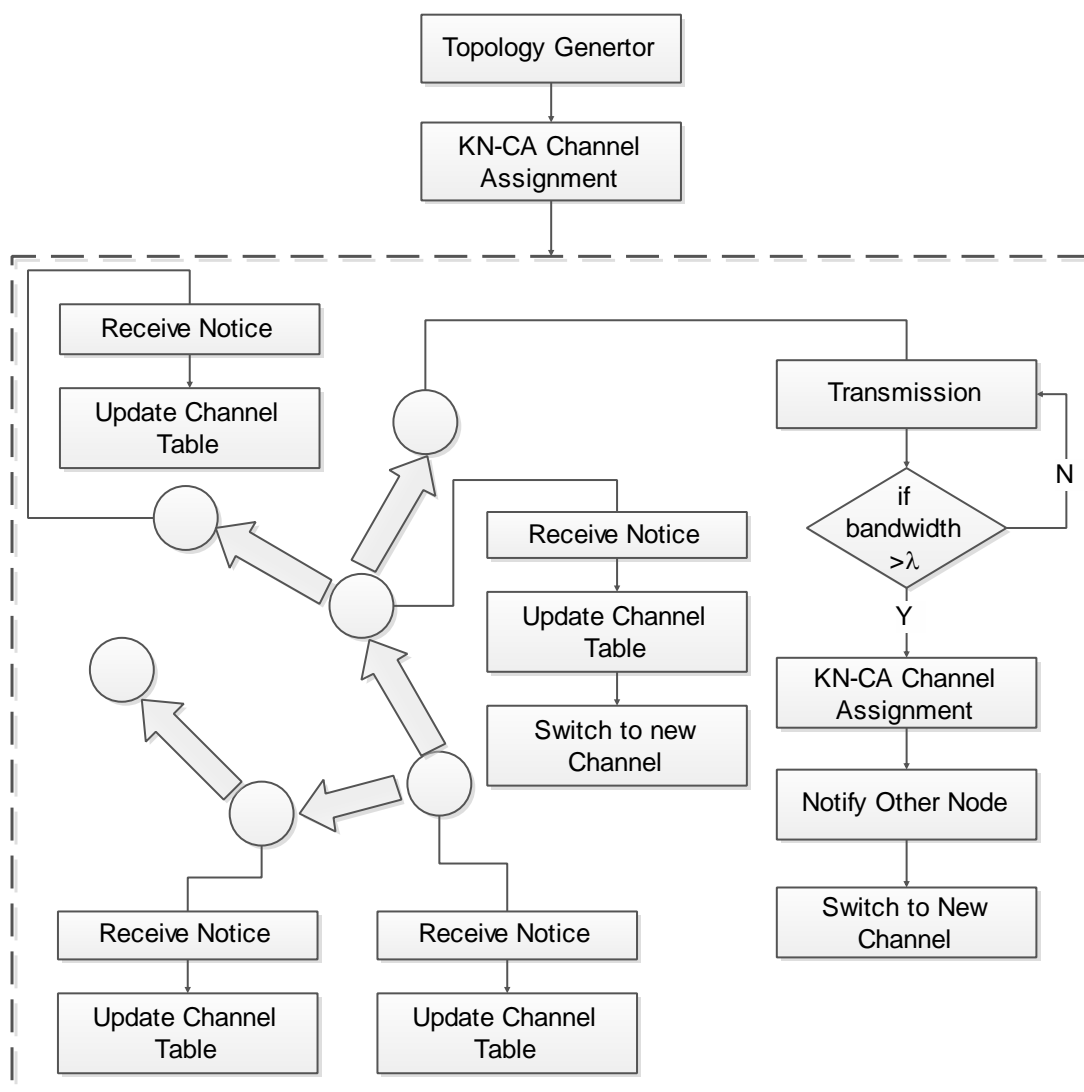 Topology Genertor
KN-CA Channel
Assignment
Receive Notice
Update Channel
Table
Transmission
N
if
bandwidth
>λ
Y
Receive Notice
Update Channel
Table
Switch to new
Channel
KN-CA Channel
Assignment
Notify Other Node
Switch to New
Channel
Receive Notice
Update Channel
Table
Receive Notice
Update Channel
Table